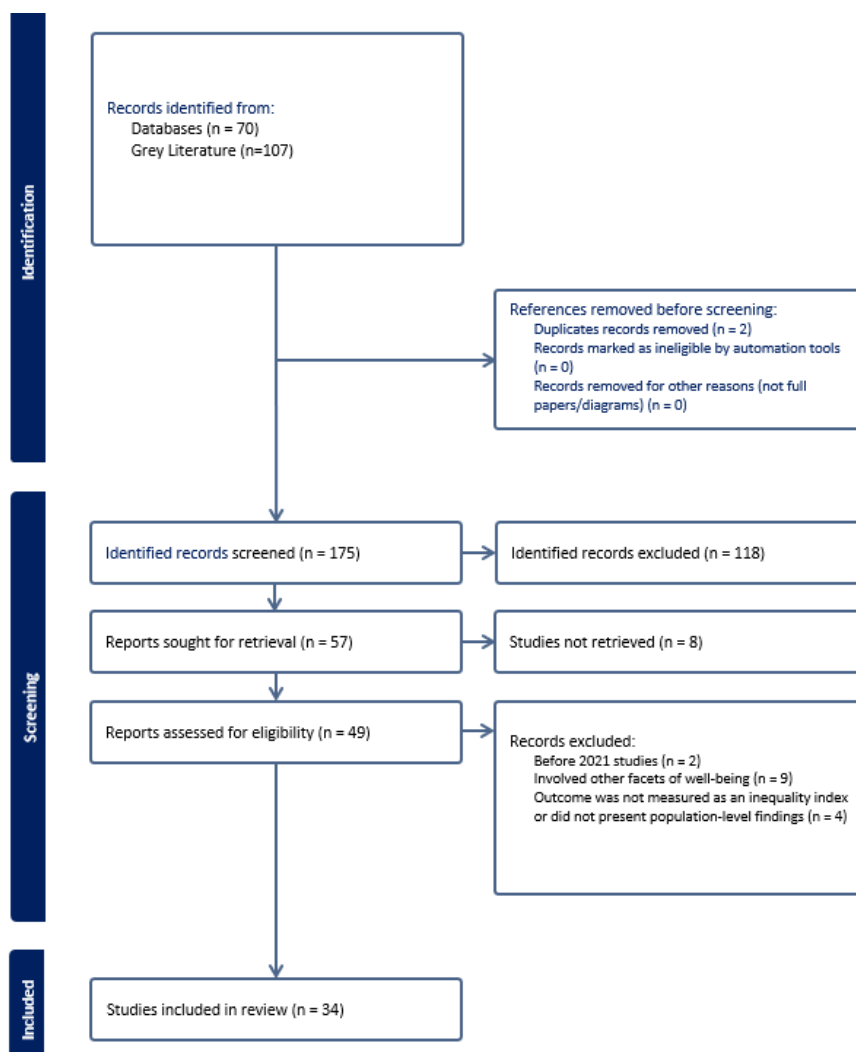 Identification
Records identified from:
Databases (n = 70)
Grey Literature (n=107)
References removed before screening:
Duplicates records removed (n = 2)
Records marked as ineligible by automation tools
(n = 0)
Records removed for other reasons (not full
papers/diagrams) (n = 0)
Screening
Identified records screened (n = 175)
Identified records excluded (n = 118)
Reports sought for retrieval (n = 57)
Studies not retrieved (n = 8)
Reports assessed for eligibility (n = 49)
Records excluded:
Before 2021 studies (n = 2)
Involved other facets of well-being (n = 9)
Outcome was not measured as an inequality index
or did not present population-level findings (n = 4)
Included
Studies included in review (n = 34)